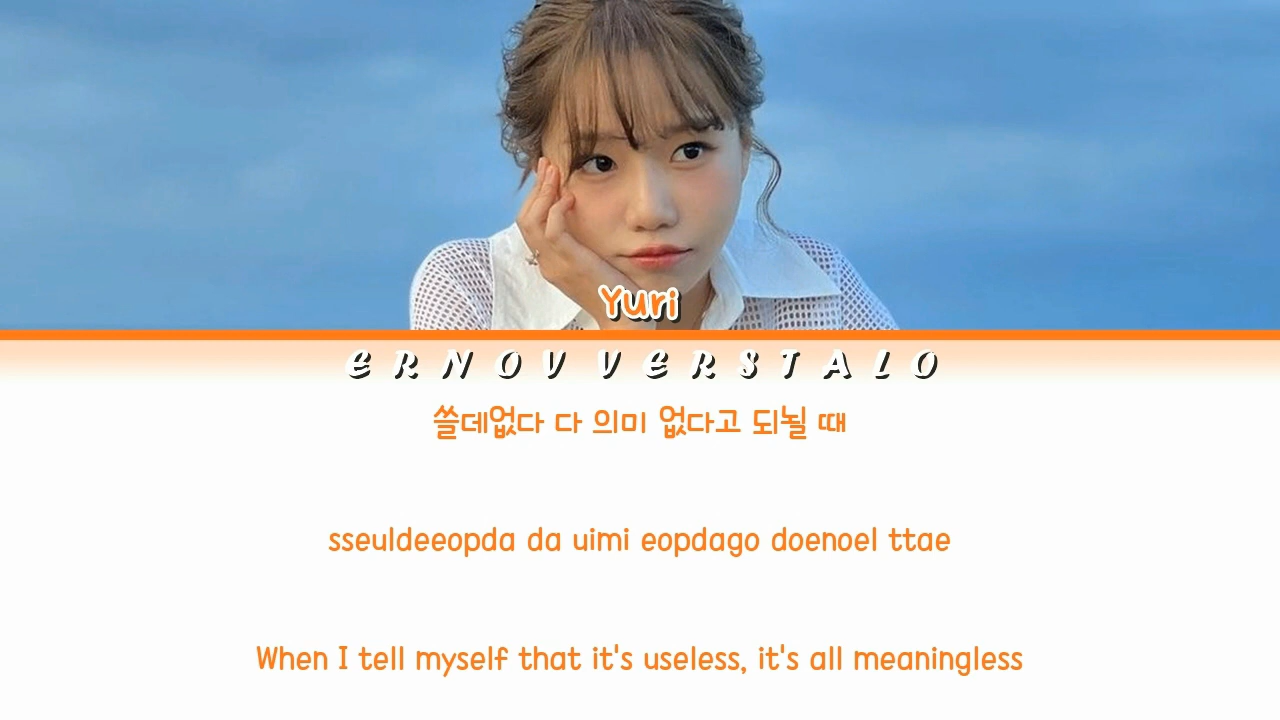 Yuri
ERNOV VERSTALO
쓸데없다 다 의미 없다고 되뇔 때
sseuldeeopda da uimi eopdago doenoel ttae
When I tell myself that it's useless, it's all meaningless